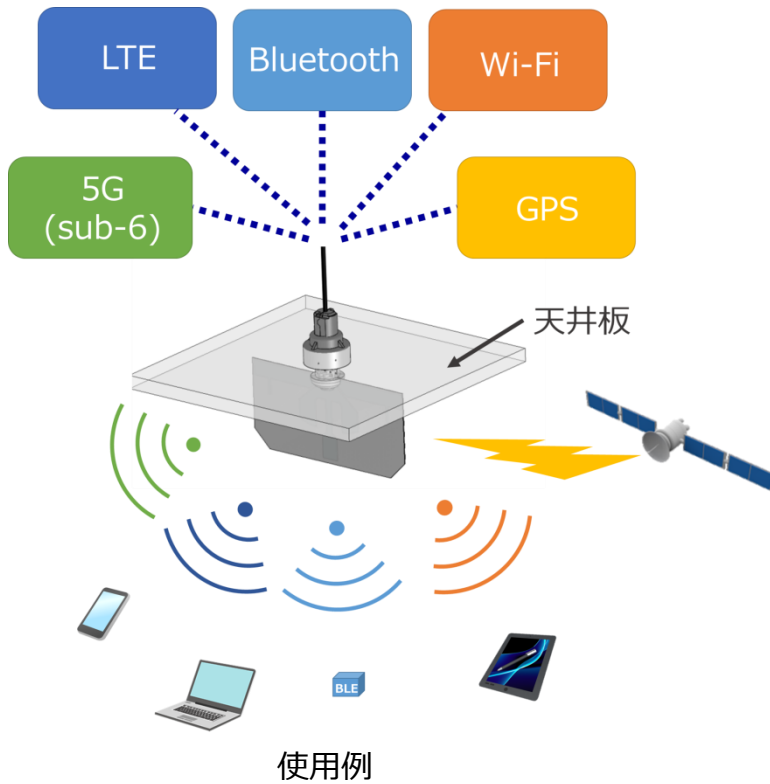 LTE
Bluetooth
Wi-Fi
5G
(sub-6)
GPS
天井板
BLE
使用例